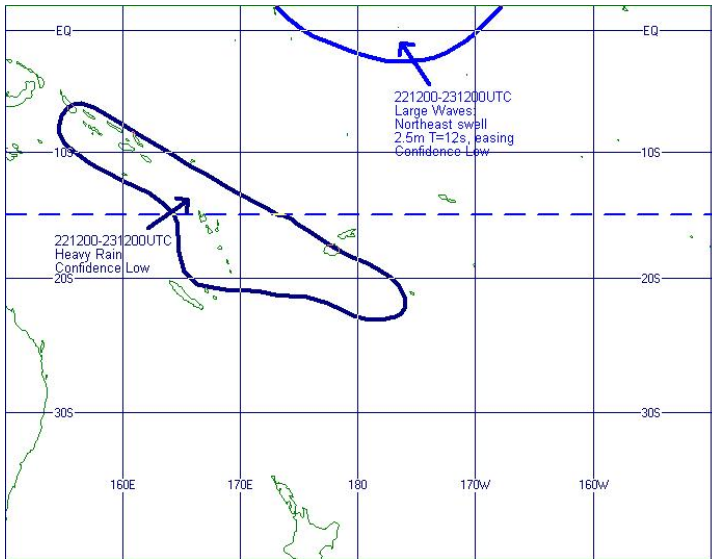 EQ
EQ
221200-231200UTC
Large Waves:
Northeast swell
2.5m T=12s, easing
Confidence Low
10S
10S
221200-231200UTC
Heavy Rain
Confidence Low
20S
20S
30S
30S
160E
170E
180
170W
160W